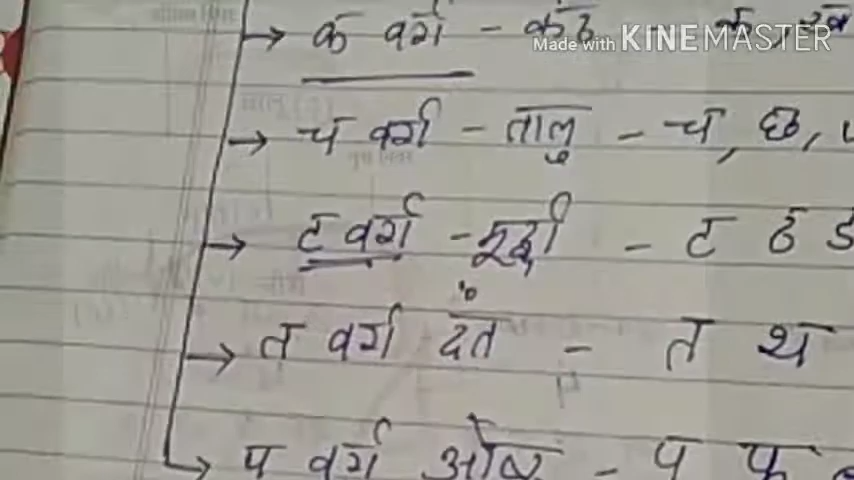 → क वर्ग - कंठ - क, ख
Made with KINEMASTER
→ च वर्ग - तालु - च, छ,
→ ट वर्ग - मूर्द्धा - ट ठ ड
→ त वर्ग दंत - त थ
→ प वर्ग ओष्ठ - प फ ब